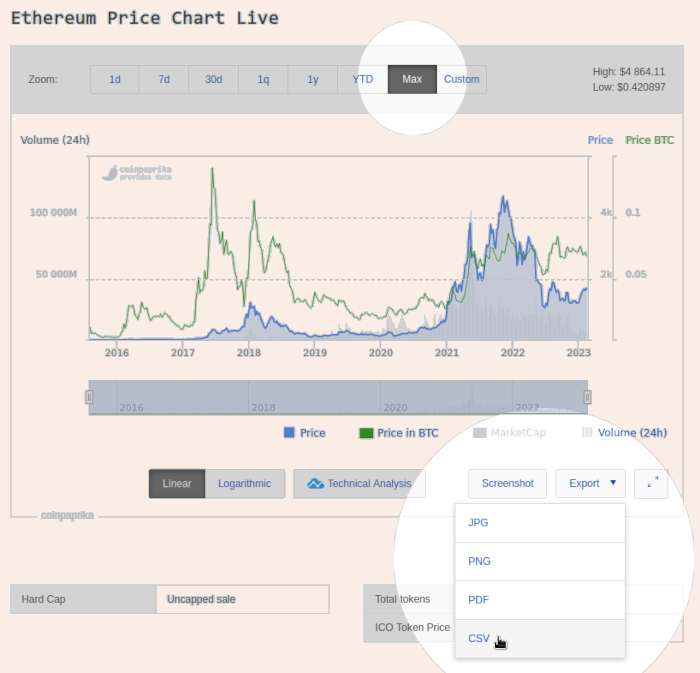 Ethereum Price Chart Live
Zoom: 1d 7d 30d 1q 1y YTD Max Custom
High: $4 864.11
Low: $0.420897
Volume (24h) Price Price BTC
coinpaprika
provides data
100 000M 4k 0.1
50 000M 2k 0.05
2016 2017 2018 2019 2020 2021 2022 2023
2016 2018 2020 2022
Price Price in BTC MarketCap Volume (24h)
Linear Logarithmic Technical Analysis Screenshot Export
coinpaprika
JPG
PNG
PDF
CSV
Hard Cap Uncapped sale
Total tokens
ICO Token Price